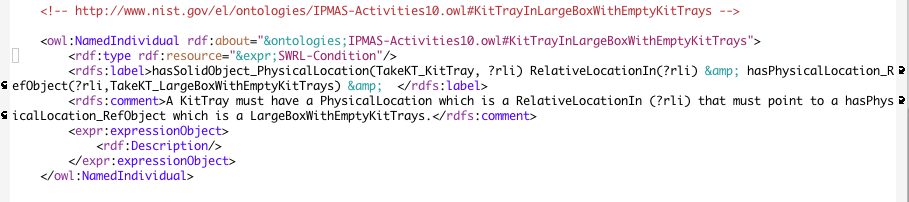 <!-- http://www.nist.gov/el/ontologies/IPMAS-Activities10.owl#KitTrayInLargeBoxWithEmptyKitTrays -->
<owl:NamedIndividual rdf:about="&ontologies;IPMAS-Activities10.owl#KitTrayInLargeBoxWithEmptyKitTrays">
<rdf:type rdf:resource="&expr;SWRL-Condition"/>
<rdfs:label>hasSolidObject_PhysicalLocation(TakeKT_KitTray, ?rli) RelativeLocationIn(?rli) &amp; hasPhysicalLocation_R
efObject(?rli,TakeKT_LargeBoxWithEmptyKitTrays) &amp;  </rdfs:label>
<rdfs:comment>A KitTray must have a PhysicalLocation which is a RelativeLocationIn (?rli) that must point to a hasPhys
icalLocation_RefObject which is a LargeBoxWithEmptyKitTrays.</rdfs:comment>
<expr:expressionObject>
<rdf:Description/>
</expr:expressionObject>
</owl:NamedIndividual>